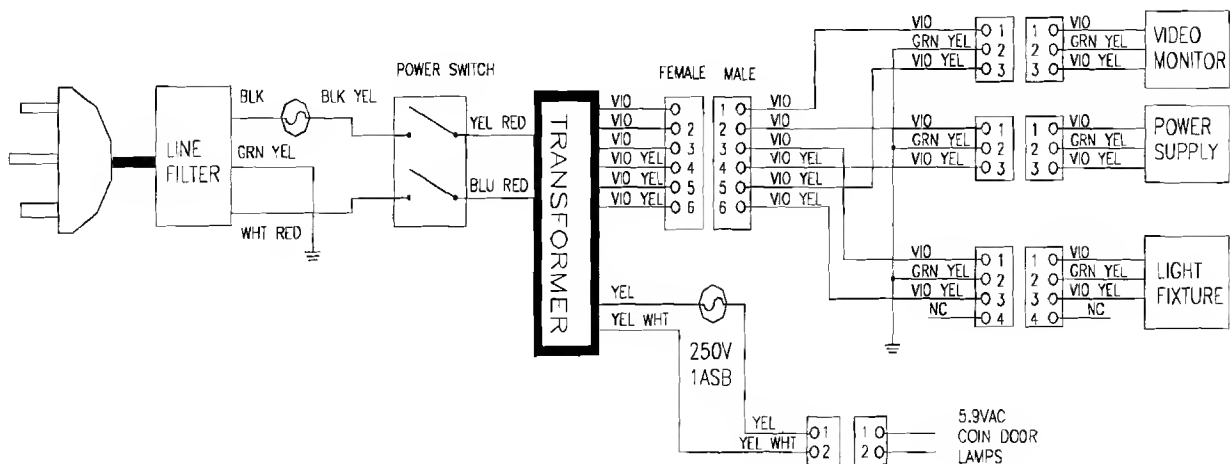 POWER SWITCH
BLK
BLK YEL
LINE
FILTER
GRN YEL
WHT RED
YEL RED
BLU RED
TRANSFORMER
FEMALE
MALE
VIO
VIO 2
VIO 3
VIO YEL 4
VIO YEL 5
VIO YEL 6
1 VIO
2 VIO
3 VIO
4 VIO YEL
5 VIO YEL
6 VIO YEL
VIO 1
GRN YEL 2
VIO YEL 3
1 VIO
2 GRN YEL
3 VIO YEL
VIDEO
MONITOR
1
GRN YEL 2
VIO YEL 3
1 VIO
2 GRN YEL
3 VIO YEL
POWER
SUPPLY
VIO 1
GRN YEL 2
VIO YEL 3
NC 4
1 VIO
2 GRN YEL
3 VIO YEL
4 NC
LIGHT
FIXTURE
YEL
YEL WHT
250V
1ASB
YEL 1
YEL WHT 2
1
2
5.9VAC
COIN DOOR
LAMPS